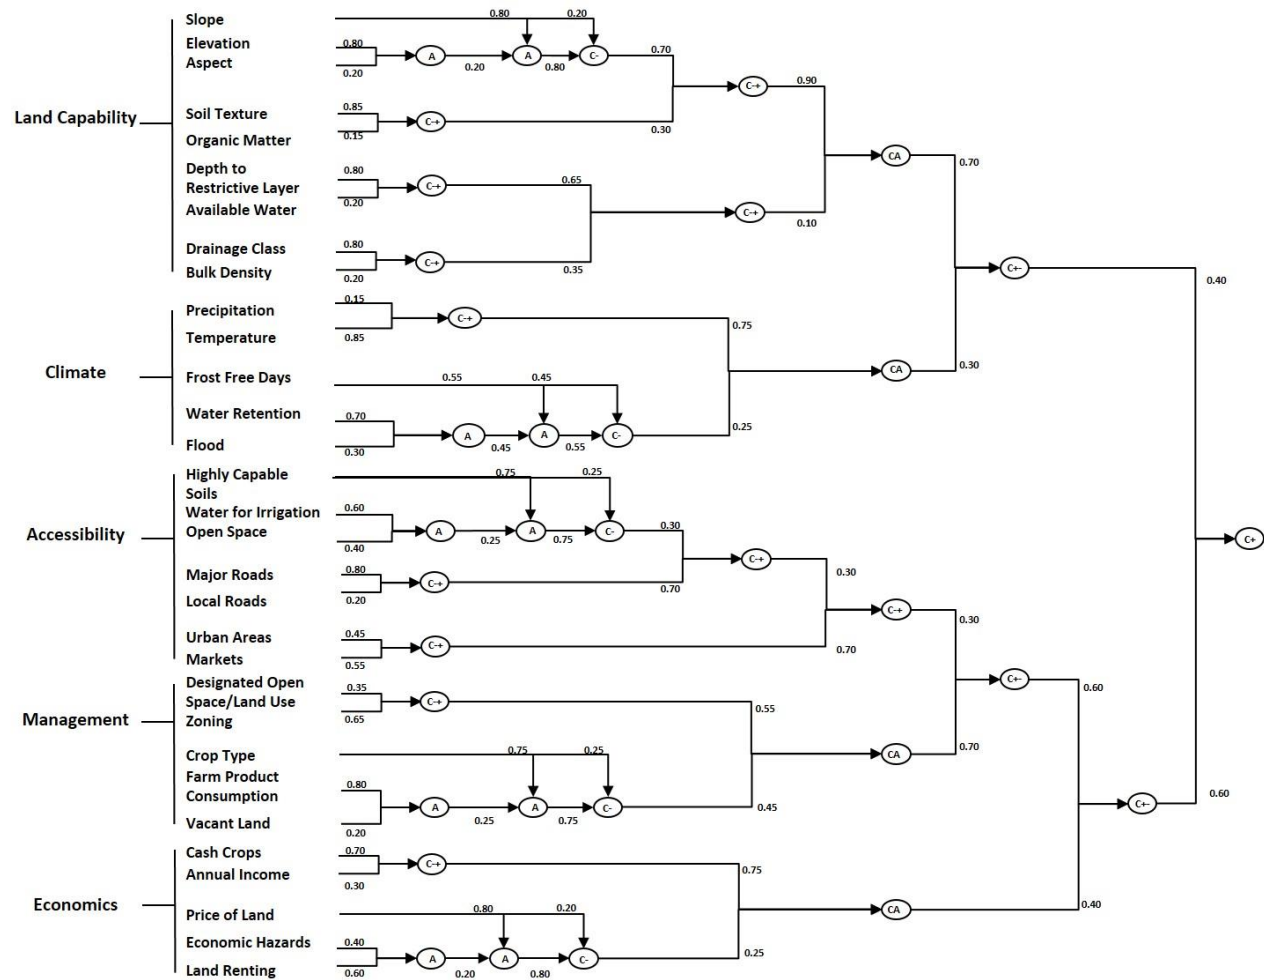 Land Capability
Slope
0.80
0.20
Elevation
Aspect
0.80
0.20
A
0.20
A
0.80
C-
0.70
Soil Texture
Organic Matter
0.85
0.15
C-+
0.30
C-+
0.90
Depth to
Restrictive Layer
Available Water
0.80
0.20
C-+
0.65
Drainage Class
Bulk Density
0.80
0.20
C-+
0.35
C-+
0.10
CA
0.70
Climate
Precipitation
Temperature
0.15
0.85
C-+
0.75
Frost Free Days
0.55
0.45
Water Retention
Flood
0.70
0.30
A
0.45
A
0.55
C-
0.25
CA
0.30
C+-
0.40
Accessibility
Highly Capable
Soils
0.75
0.25
Water for Irrigation
Open Space
0.60
0.40
A
0.25
A
0.75
C-
0.30
Major Roads
Local Roads
0.80
0.20
C-+
0.70
C-+
0.30
Urban Areas
Markets
0.45
0.55
C-+
0.70
C-+
0.30
Management
Designated Open
Space/Land Use
Zoning
0.35
0.65
C-+
0.55
Crop Type
0.75
0.25
Farm Product
Consumption
Vacant Land
0.80
0.20
A
0.25
A
0.75
C-
0.45
CA
0.70
C+-
0.60
Economics
Cash Crops
Annual Income
0.70
0.30
C-+
0.75
Price of Land
0.80
0.20
Economic Hazards
Land Renting
0.40
0.60
A
0.20
A
0.80
C-
0.25
CA
0.40
C+-
0.60
C+